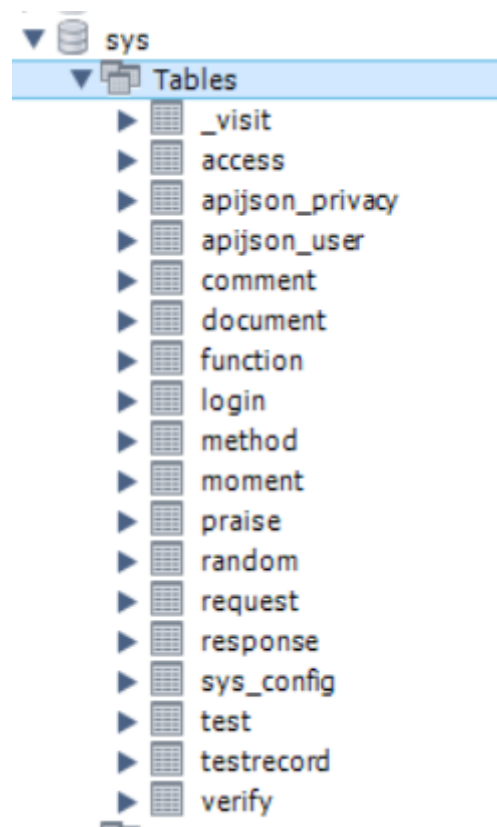 sys
Tables
_visit
access
apijson_privacy
apijson_user
comment
document
function
login
method
moment
praise
random
request
response
sys_config
test
testrecord
verify